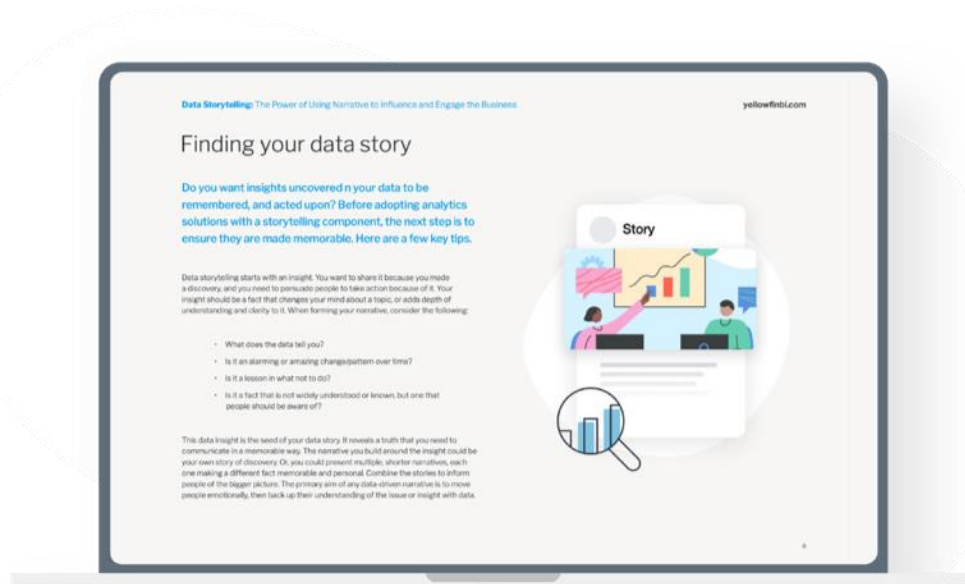 Data Storytelling: The Power of Using Narrative to Influence and Engage the Business
yellowfinbi.com
Finding your data story
Do you want insights uncovered n your data to be
remembered, and acted upon? Before adopting analytics
solutions with a storytelling component, the next step is to
ensure they are made memorable. Here are a few key tips.
Data storytelling starts with an insight. You want to share it because you made
a discovery, and you need to persuade people to take action because of it. Your
insight should be a fact that changes your mind about a topic, or adds depth of
understanding and clarity to it. When forming your narrative, consider the following:
• What does the data tell you?
• Is it an alarming or amazing change/pattern over time?
• Is it a lesson in what not to do?
• Is it a fact that is not widely understood or known, but one that
people should be aware of?
This data insight is the seed of your data story. It reveals a truth that you need to
communicate in a memorable way. The narrative you build around the insight could be
your own story of discovery. Or, you could present multiple, shorter narratives, each
one making a different fact memorable and personal. Combine the stories to inform
people of the bigger picture. The primary aim of any data-driven narrative is to move
people emotionally, then back up their understanding of the issue or insight with data.
Story